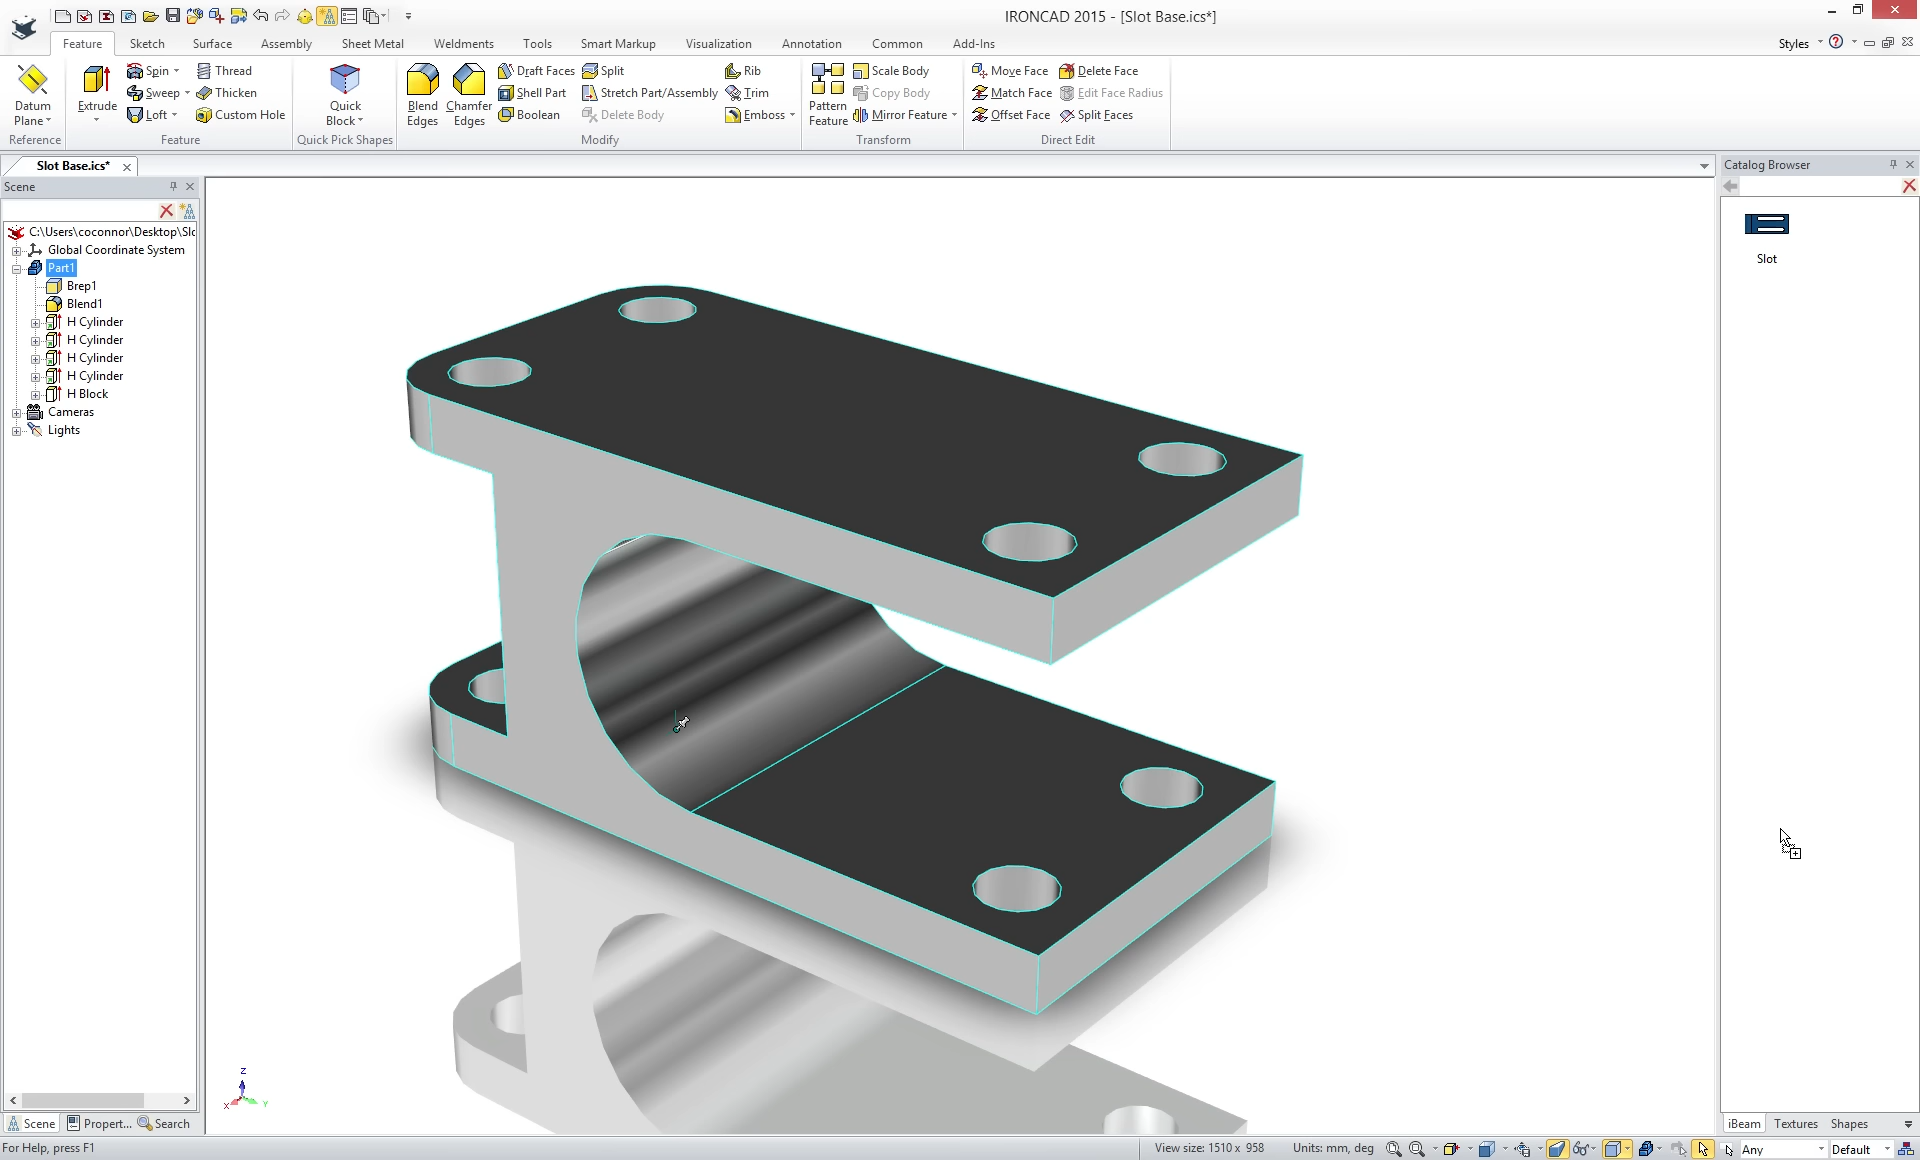 IRONCAD 2015 - [Slot Base.ics*]
Feature Sketch Surface Assembly Sheet Metal Weldments Tools Smart Markup Visualization Annotation Common Add-Ins Styles
Datum Plane
Reference
Extrude
Spin
Sweep
Loft
Thread
Thicken
Custom Hole
Feature
Quick Block
Quick Pick Shapes
Blend Edges
Chamfer Edges
Draft Faces
Shell Part
Boolean
Split
Stretch Part/Assembly
Delete Body
Rib
Trim
Emboss
Modify
Pattern Feature
Scale Body
Copy Body
Mirror Feature
Transform
Move Face
Match Face
Offset Face
Delete Face
Edit Face Radius
Split Faces
Direct Edit
Slot Base.ics*
Scene
C:\Users\coconnor\Desktop\Slo
Global Coordinate System
Part1
Brep1
Blend1
H Cylinder
H Cylinder
H Cylinder
H Cylinder
H Block
Cameras
Lights
Scene Propert... Search
Z
X
Y
Catalog Browser
Slot
iBeam Textures Shapes
For Help, press F1
View size: 1510 x 958 Units: mm, deg Any Default